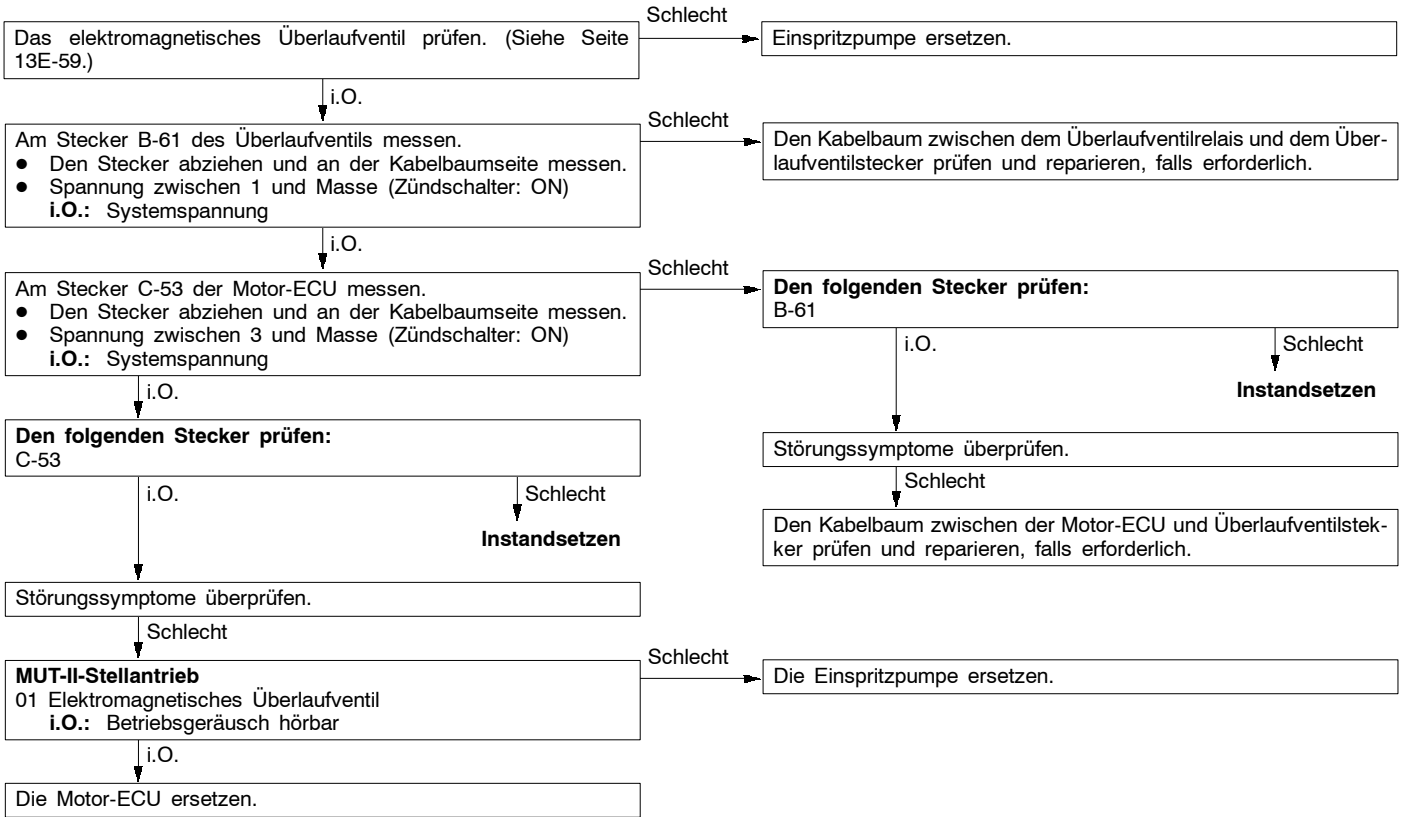 Das elektromagnetisches Überlaufventil prüfen. (Siehe Seite
13E-59.)
Schlecht
Einspritzpumpe ersetzen.
i.O.
Am Stecker B-61 des Überlaufventils messen.
● Den Stecker abziehen und an der Kabelbaumseite messen.
● Spannung zwischen 1 und Masse (Zündschalter: ON)
i.O.: Systemspannung
Schlecht
Den Kabelbaum zwischen dem Überlaufventilrelais und dem Über-
laufventilstecker prüfen und reparieren, falls erforderlich.
i.O.
Am Stecker C-53 der Motor-ECU messen.
● Den Stecker abziehen und an der Kabelbaumseite messen.
● Spannung zwischen 3 und Masse (Zündschalter: ON)
i.O.: Systemspannung
Schlecht
Den folgenden Stecker prüfen:
B-61
i.O.
Schlecht
Instandsetzen
Störungssymptome überprüfen.
Schlecht
Den Kabelbaum zwischen der Motor-ECU und Überlaufventilstek-
ker prüfen und reparieren, falls erforderlich.
i.O.
Den folgenden Stecker prüfen:
C-53
i.O.
Schlecht
Instandsetzen
Störungssymptome überprüfen.
Schlecht
MUT-II-Stellantrieb
01 Elektromagnetisches Überlaufventil
i.O.: Betriebsgeräusch hörbar
Schlecht
Die Einspritzpumpe ersetzen.
i.O.
Die Motor-ECU ersetzen.